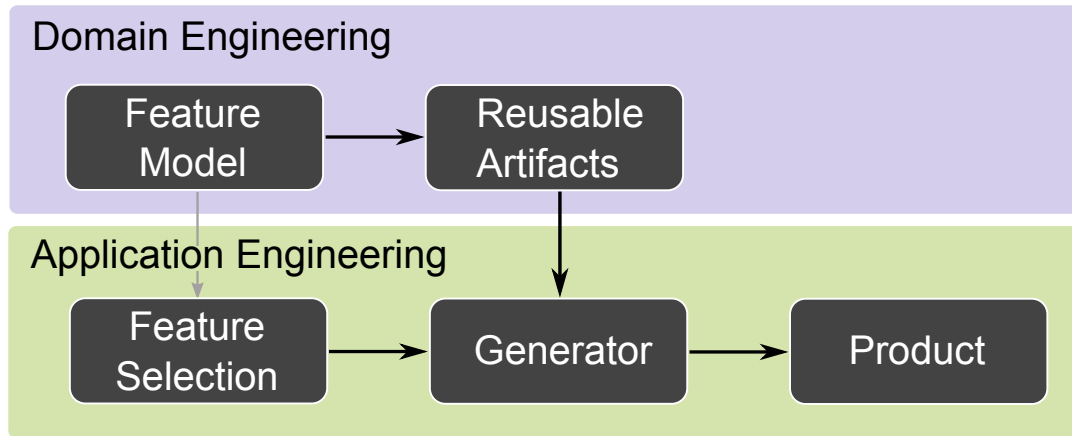 Domain Engineering
Feature
Model
Reusable
Artifacts
Application Engineering
Feature
Selection
Generator
Product